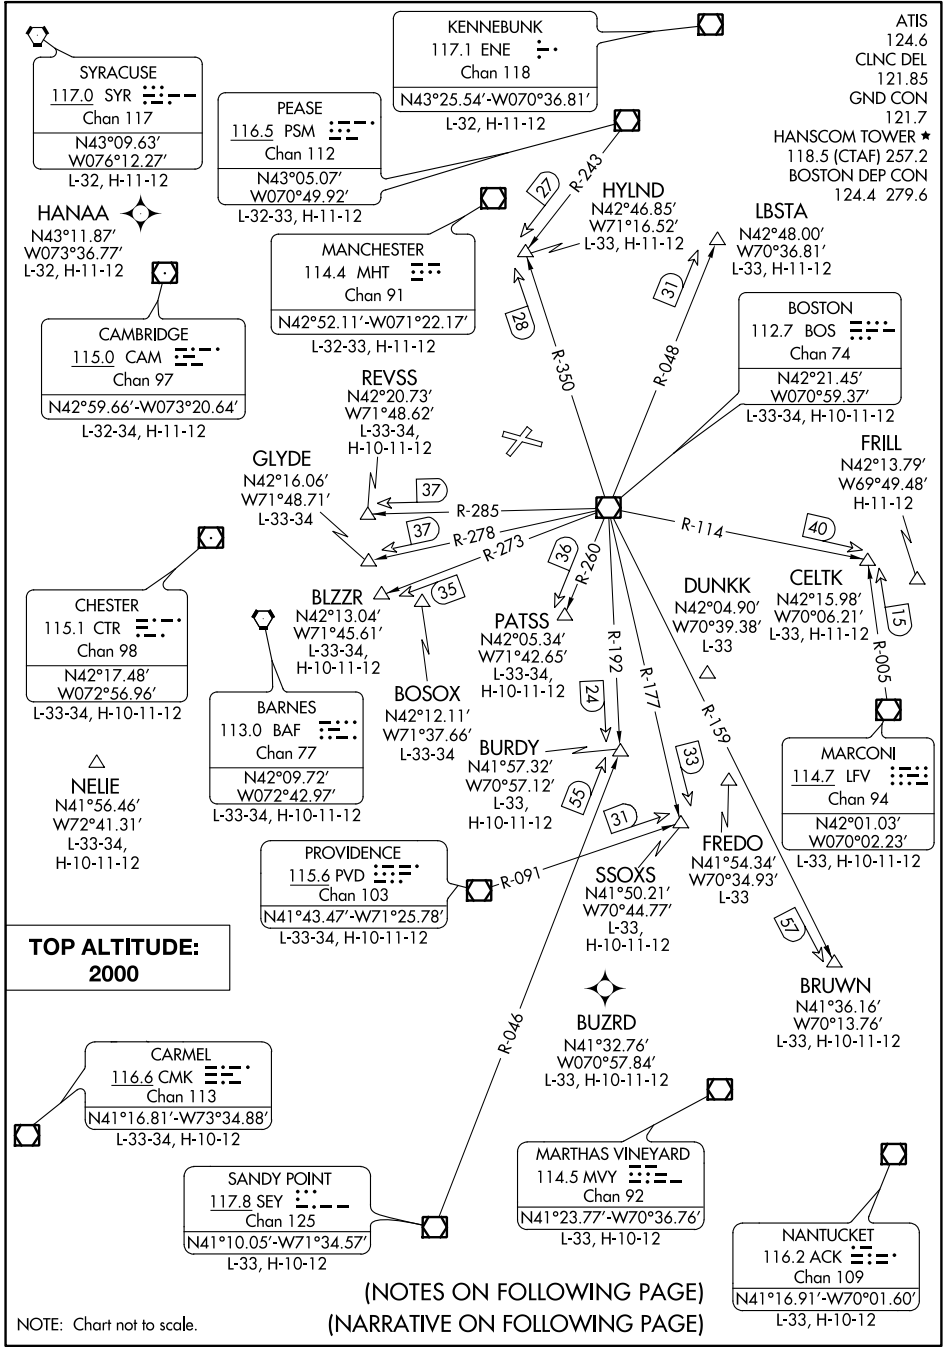 ATIS
124.6
CLNC DEL
121.85
GND CON
121.7
HANSCOM TOWER ★
118.5 (CTAF) 257.2
BOSTON DEP CON
124.4 279.6
SYRACUSE
117.0 SYR
Chan 117
N43°09.63′
W076°12.27′
L-32, H-11-12
KENNEBUNK
117.1 ENE
Chan 118
N43°25.54′-W070°36.81′
L-32, H-11-12
PEASE
116.5 PSM
Chan 112
N43°05.07′
W070°49.92′
L-32-33, H-11-12
HANAA
N43°11.87′
W073°36.77′
L-32, H-11-12
MANCHESTER
114.4 MHT
Chan 91
N42°52.11′-W071°22.17′
L-32-33, H-11-12
R-243
27
HYLND
N42°46.85′
W71°16.52′
L-33, H-11-12
LBSTA
N42°48.00′
W70°36.81′
L-33, H-11-12
28
31
R-350
R-048
CAMBRIDGE
115.0 CAM
Chan 97
N42°59.66′-W073°20.64′
L-32-34, H-11-12
BOSTON
112.7 BOS
Chan 74
N42°21.45′
W070°59.37′
L-33-34, H-10-11-12
REVSS
N42°20.73′
W71°48.62′
L-33-34,
H-10-11-12
GLYDE
N42°16.06′
W71°48.71′
L-33-34
FRILL
N42°13.79′
W69°49.48′
H-11-12
37
R-285
37
R-278
R-273
35
36
R-260
R-114
40
CHESTER
115.1 CTR
Chan 98
N42°17.48′
W072°56.96′
L-33-34, H-10-11-12
BLZZR
N42°13.04′
W71°45.61′
L-33-34,
H-10-11-12
PATSS
N42°05.34′
W71°42.65′
L-33-34,
H-10-11-12
DUNKK
N42°04.90′
W70°39.38′
L-33
CELTK
N42°15.98′
W70°06.21′
L-33, H-11-12
15
R-005
BOSOX
N42°12.11′
W71°37.66′
L-33-34
BARNES
113.0 BAF
Chan 77
N42°09.72′
W072°42.97′
L-33-34, H-10-11-12
R-192
R-177
R-159
24
33
55
BURDY
N41°57.32′
W70°57.12′
L-33,
H-10-11-12
NELIE
N41°56.46′
W72°41.31′
L-33-34,
H-10-11-12
MARCONI
114.7 LFV
Chan 94
N42°01.03′
W070°02.23′
L-33, H-10-11-12
PROVIDENCE
115.6 PVD
Chan 103
N41°43.47′-W71°25.78′
L-33-34, H-10-11-12
31
R-091
SSOXS
N41°50.21′
W70°44.77′
L-33,
H-10-11-12
FREDO
N41°54.34′
W70°34.93′
L-33
57
BRUWN
N41°36.16′
W70°13.76′
L-33, H-10-11-12
TOP ALTITUDE:
2000
BUZRD
N41°32.76′
W070°57.84′
L-33, H-10-11-12
R-046
CARMEL
116.6 CMK
Chan 113
N41°16.81′-W73°34.88′
L-33-34, H-10-12
SANDY POINT
117.8 SEY
Chan 125
N41°10.05′-W71°34.57′
L-33, H-10-12
MARTHAS VINEYARD
114.5 MVY
Chan 92
N41°23.77′-W70°36.76′
L-33, H-10-12
NANTUCKET
116.2 ACK
Chan 109
N41°16.91′-W70°01.60′
L-33, H-10-12
(NOTES ON FOLLOWING PAGE)
(NARRATIVE ON FOLLOWING PAGE)
NOTE: Chart not to scale.